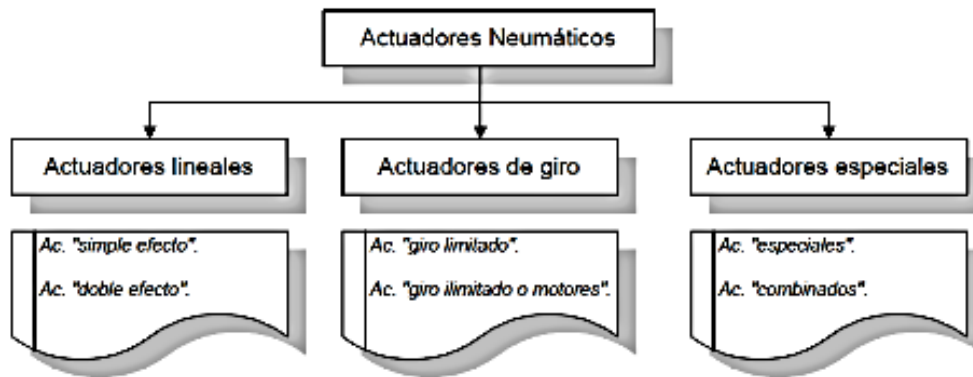 Actuadores Neumáticos
Actuadores lineales
Actuadores de giro
Actuadores especiales
Ac. "simple efecto".
Ac. "doble efecto".
Ac. "giro limitado".
Ac. "giro ilimitado o motores".
Ac. "especiales".
Ac. "combinados".